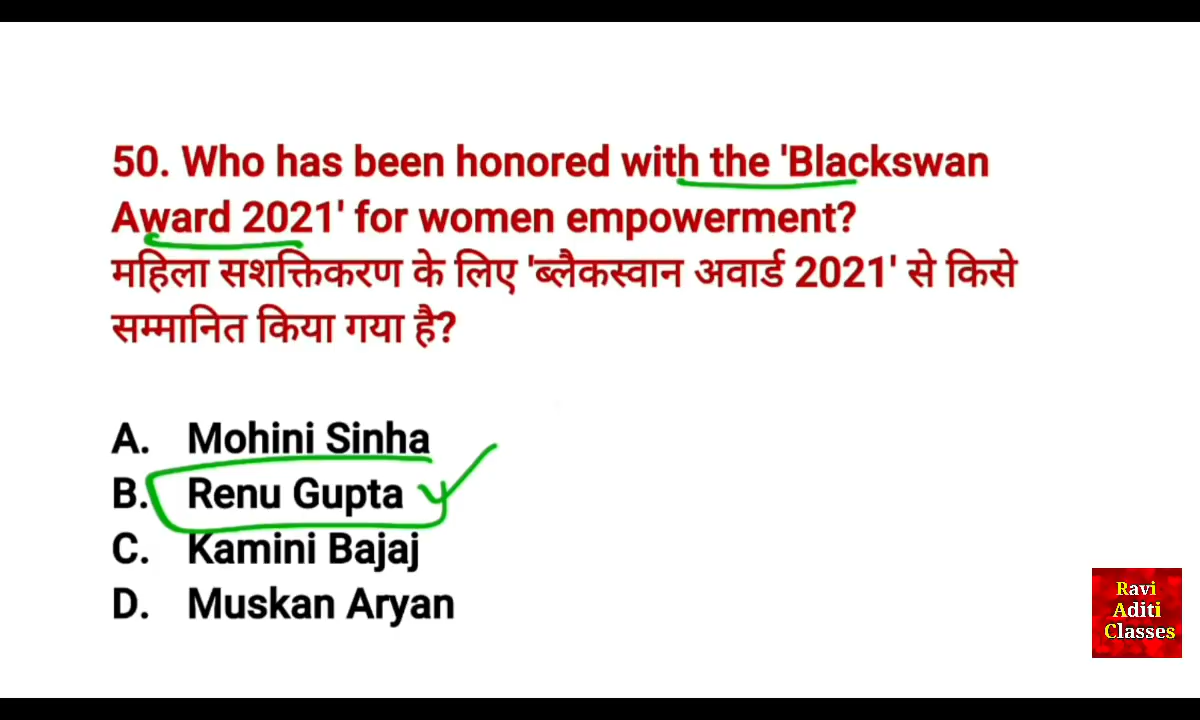 50. Who has been honored with the 'Blackswan
Award 2021' for women empowerment?
महिला सशक्तिकरण के लिए 'ब्लैकस्वान अवार्ड 2021' से किसे
सम्मानित किया गया है?
A. Mohini Sinha
B. Renu Gupta
C. Kamini Bajaj
D. Muskan Aryan
Ravi
Aditi
Classes